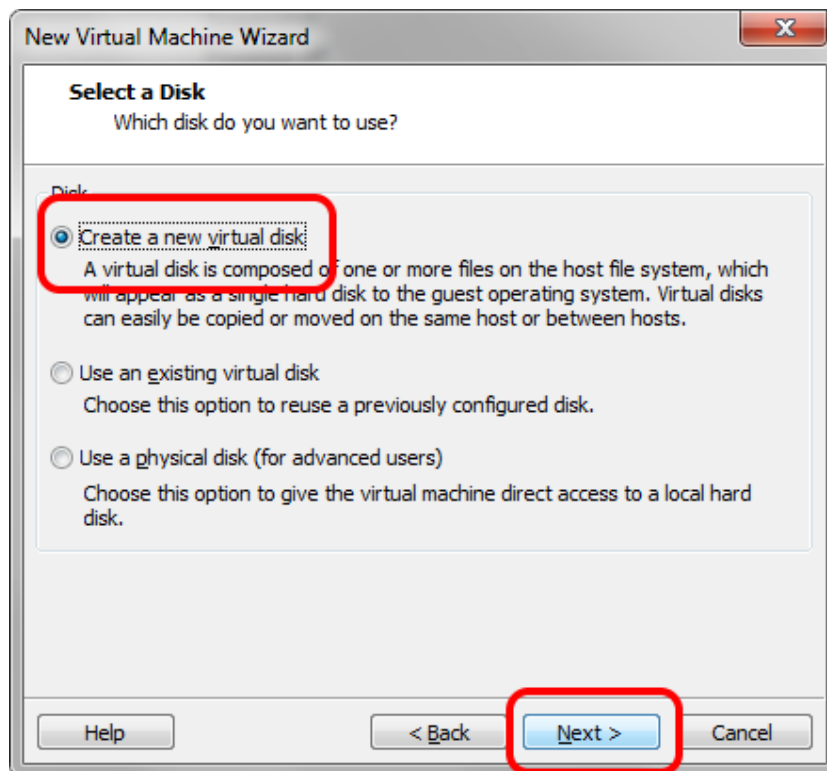 New Virtual Machine Wizard
Select a Disk
Which disk do you want to use?
Disk
Create a new virtual disk
A virtual disk is composed of one or more files on the host file system, which
will appear as a single hard disk to the guest operating system. Virtual disks
can easily be copied or moved on the same host or between hosts.
Use an existing virtual disk
Choose this option to reuse a previously configured disk.
Use a physical disk (for advanced users)
Choose this option to give the virtual machine direct access to a local hard
disk.
Help < Back Next > Cancel